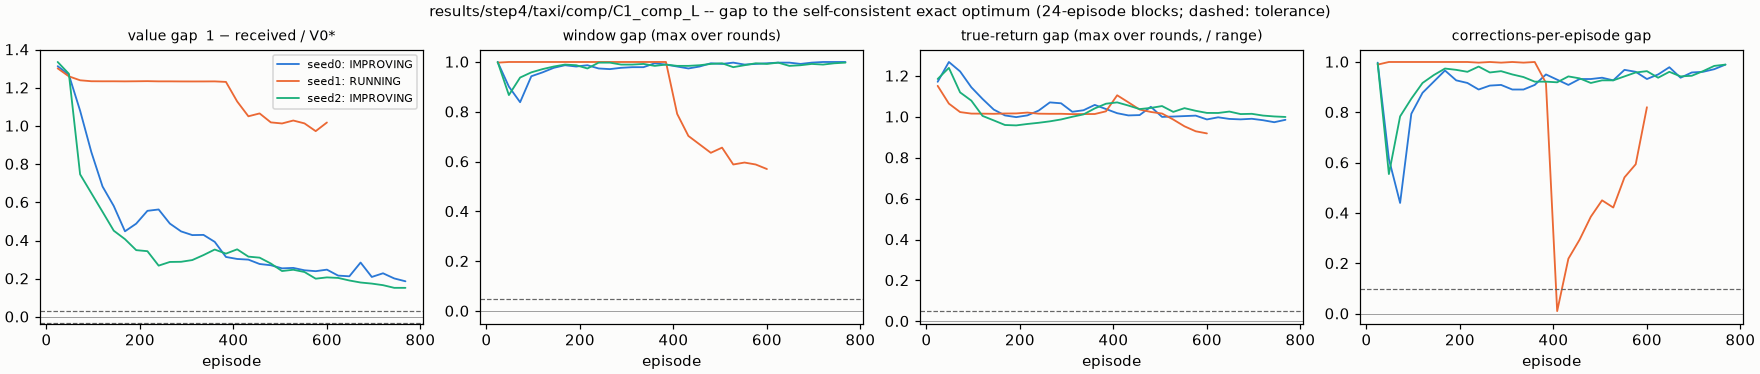 results/step4/taxi/comp/C1_comp_L -- gap to the self-consistent exact optimum (24-episode blocks; dashed: tolerance)
value gap 1 − received / V0*
1.4
1.2
1.0
0.8
0.6
0.4
0.2
0.0
seed0: IMPROVING
seed1: RUNNING
seed2: IMPROVING
0 200 400 600 800
episode
window gap (max over rounds)
1.0
0.8
0.6
0.4
0.2
0.0
0 200 400 600 800
episode
true-return gap (max over rounds, / range)
1.2
1.0
0.8
0.6
0.4
0.2
0.0
0 200 400 600 800
episode
corrections-per-episode gap
1.0
0.8
0.6
0.4
0.2
0.0
0 200 400 600 800
episode